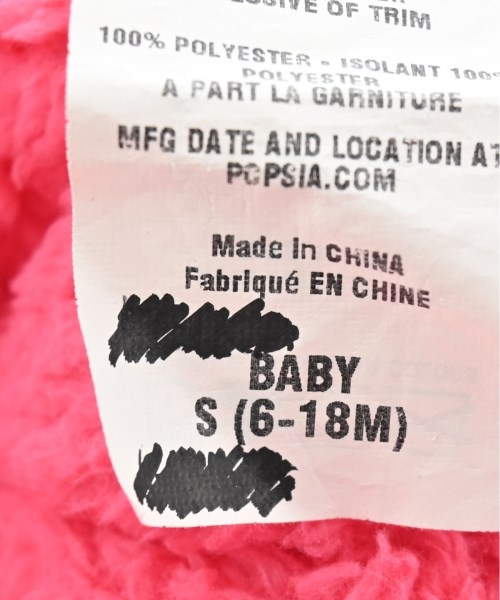 OF TRIM
100% POLYESTER - ISOLANT 100%
POLYESTER
A PART LA GARNITURE
MFG DATE AND LOCATION AT
POPSIA.COM
Made in CHINA
Fabriqué EN CHINE
BABY
S (6-18M)